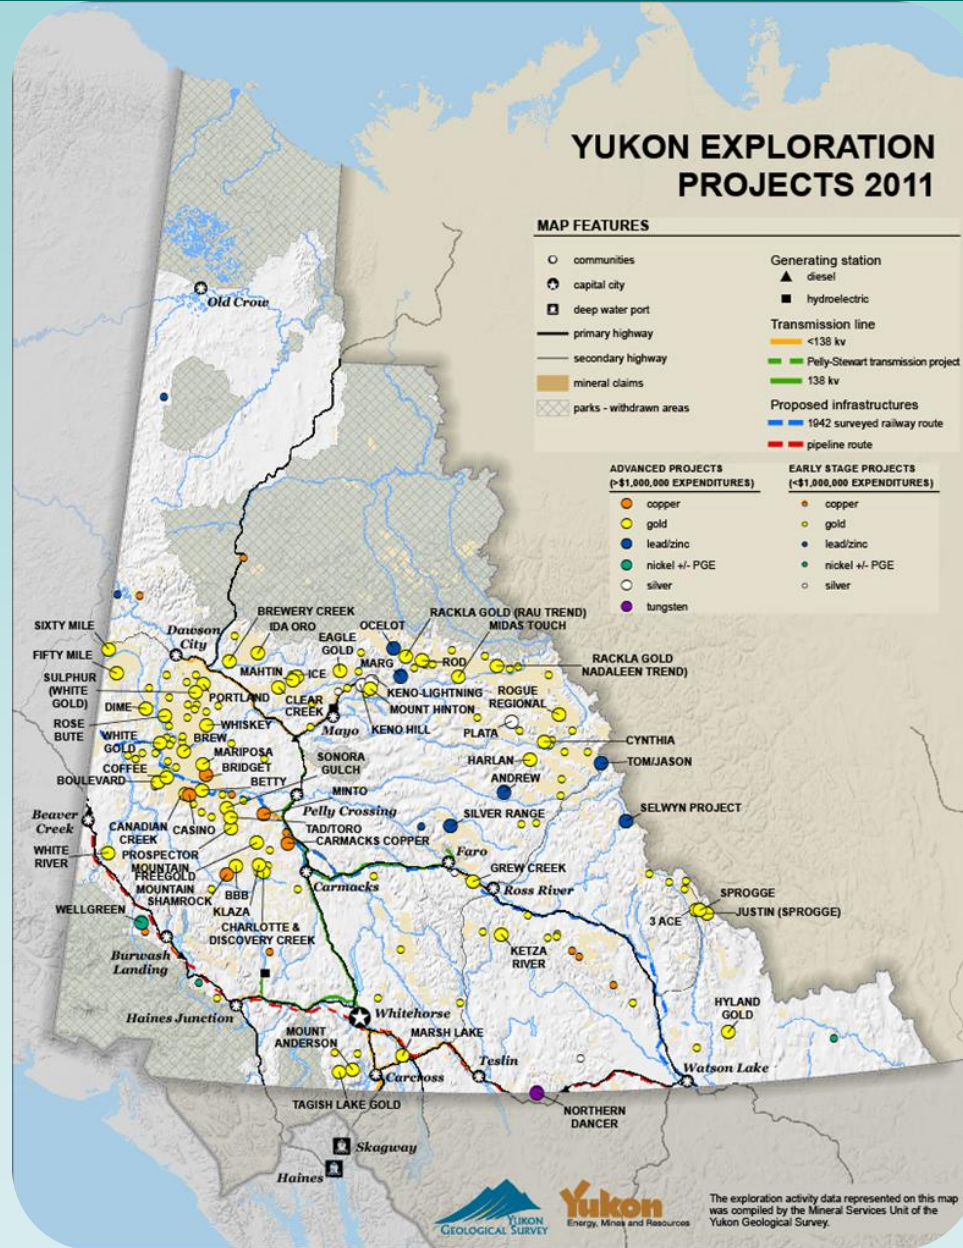 YUKON EXPLORATION
PROJECTS 2011
MAP FEATURES
communities
capital city
deep water port
primary highway
secondary highway
mineral claims
parks - withdrawn areas
Generating station
diesel
hydroelectric
Transmission line
<138 kv
Pelly-Stewart transmission project
138 kv
Proposed infrastructures
1942 surveyed railway route
pipeline route
ADVANCED PROJECTS
(>$1,000,000 EXPENDITURES)
copper
gold
lead/zinc
nickel +/- PGE
silver
tungsten
EARLY STAGE PROJECTS
(<$1,000,000 EXPENDITURES)
copper
gold
lead/zinc
nickel +/- PGE
silver
Old Crow
SIXTY MILE
FIFTY MILE
SULPHUR
(WHITE
GOLD)
DIME
ROSE
BUTE
WHITE
GOLD
COFFEE
BOULEVARD
Dawson
City
BREWERY CREEK
IDA ORO
EAGLE
GOLD
OCELOT
RACKLA GOLD (RAU TREND)
MIDAS TOUCH
MAHTIN
ICE
MARG
ROD
RACKLA GOLD
NADALEEN TREND)
PORTLAND
CLEAR
CREEK
KENO-LIGHTNING
MOUNT HINTON
KENO HILL
ROGUE
REGIONAL
WHISKEY
Mayo
PLATA
BREW
MARIPOSA
BRIDGET
BETTY
SONORA
GULCH
MINTO
HARLAN
CYNTHIA
ANDREW
TOM/JASON
Beaver
Creek
CANADIAN
CREEK
CASINO
Pelly Crossing
TAD/TORO
CARMACKS COPPER
SILVER RANGE
SELWYN PROJECT
WHITE
RIVER
PROSPECTOR
MOUNTAIN
FREEGOLD
MOUNTAIN
SHAMROCK
BBB
KLAZA
Carmacks
Faro
GREW CREEK
Ross River
WELLGREEN
CHARLOTTE &
DISCOVERY CREEK
SPROGGE
3 ACE
JUSTIN (SPROGGE)
Burwash
Landing
KETZA
RIVER
Haines Junction
Whitehorse
HYLAND
GOLD
MOUNT
ANDERSON
MARSH LAKE
Teslin
Carcross
Watson Lake
TAGISH LAKE GOLD
NORTHERN
DANCER
Skagway
Haines
YUKON
GEOLOGICAL SURVEY
Yukon
Energy, Mines and Resources
The exploration activity data represented on this map
was compiled by the Mineral Services Unit of the
Yukon Geological Survey.